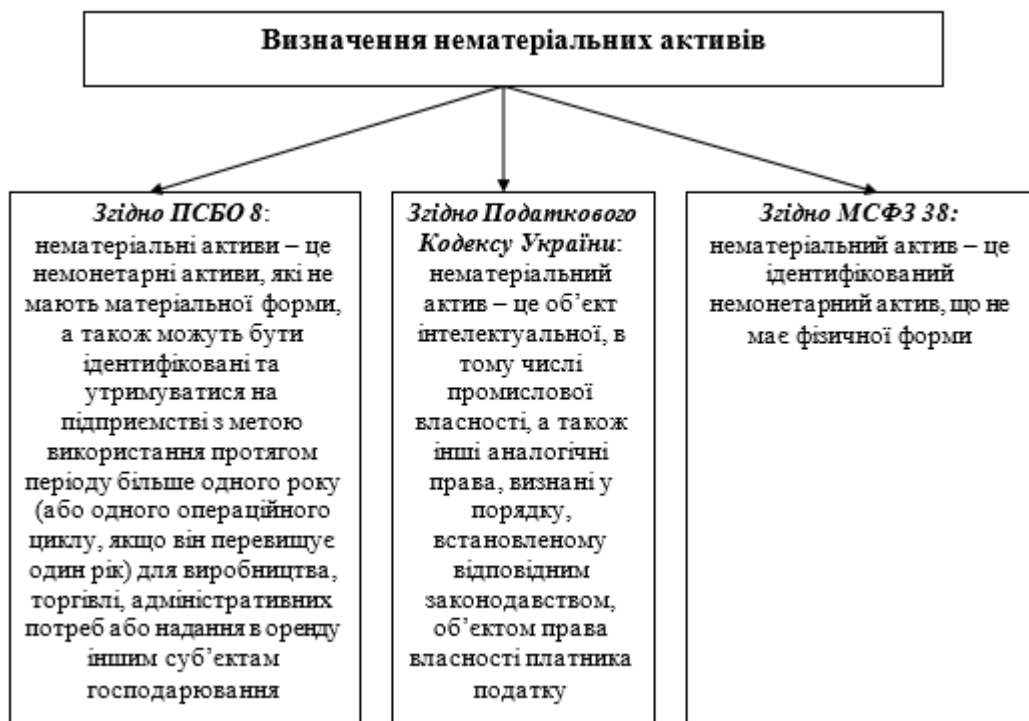 Визначення нематеріальних активів
Згідно ПСБО 8:
нематеріальні активи – це
немонетарні активи, які не
мають матеріальної форми,
а також можуть бути
ідентифіковані та
утримуватися на
підприємстві з метою
використання протягом
періоду більше одного року
(або одного операційного
циклу, якщо він перевищує
один рік) для виробництва,
торгівлі, адміністративних
потреб або надання в оренду
іншим суб’єктам
господарювання
Згідно Податкового
Кодексу України:
нематеріальний
актив – це об’єкт
інтелектуальної, в
тому числі
промислової
власності, а також
інші аналогічні
права, визнані у
порядку,
встановленому
відповідним
законодавством,
об’єктом права
власності платника
податку
Згідно МСФЗ 38:
нематеріальний актив – це
ідентифікований
немонетарний актив, що не
має фізичної форми